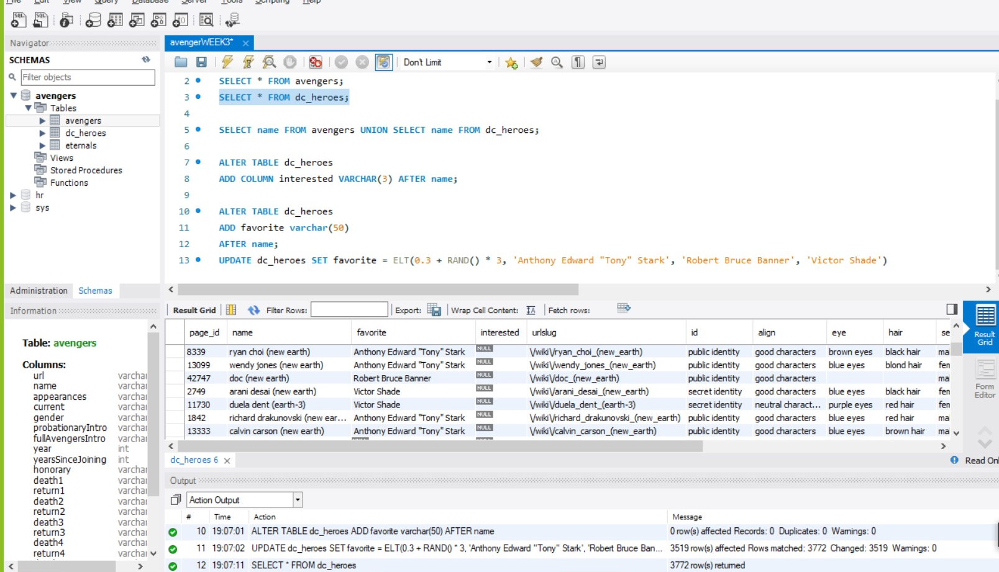 File Edit View Query Database Server Tools Scripting Help
Navigator
SCHEMAS
Filter objects
avengers
Tables
avengers
dc_heroes
eternals
Views
Stored Procedures
Functions
hr
sys
Administration Schemas
Information
Table: avengers
Columns:
url varchar
name varchar
appearances varchar
current varchar
gender varchar
probationaryIntro varchar
fullAvengersIntro varchar
year int
yearsSinceJoining int
honorary varchar
death1 varchar
return1 varchar
death2 varchar
return2 varchar
death3 varchar
return3 varchar
death4 varchar
return4 varchar
avengerWEEK3*
Don't Limit
2 SELECT * FROM avengers;
3 SELECT * FROM dc_heroes;
4
5 SELECT name FROM avengers UNION SELECT name FROM dc_heroes;
6
7 ALTER TABLE dc_heroes
8 ADD COLUMN interested VARCHAR(3) AFTER name;
9
10 ALTER TABLE dc_heroes
11 ADD favorite varchar(50)
12 AFTER name;
13 UPDATE dc_heroes SET favorite = ELT(0.3 + RAND() * 3, 'Anthony Edward "Tony" Stark', 'Robert Bruce Banner', 'Victor Shade')
Result Grid Filter Rows: Export: Wrap Cell Content: Fetch rows:
page_id name favorite interested urlslug id align eye hair se
8339 ryan choi (new earth) Anthony Edward "Tony" Stark NULL \/wiki\/ryan_choi_(new_earth) public identity good characters brown eyes black hair ma
13099 wendy jones (new earth) Anthony Edward "Tony" Stark NULL \/wiki\/wendy_jones_(new_earth) public identity good characters blue eyes blond hair fen
42747 doc (new earth) Robert Bruce Banner NULL \/wiki\/doc_(new_earth) public identity good characters ma
2749 arani desai (new earth) Victor Shade NULL \/wiki\/arani_desai_(new_earth) secret identity good characters blue eyes black hair fen
11730 duela dent (earth-3) Victor Shade NULL \/wiki\/duela_dent_(earth-3) secret identity neutral charact... purple eyes red hair fen
1842 richard drakunovski (new ear... Anthony Edward "Tony" Stark NULL \/wiki\/richard_drakunovski_(new_earth) public identity good characters blue eyes red hair ma
13333 calvin carson (new earth) Anthony Edward "Tony" Stark NULL \/wiki\/calvin_carson_(new_earth) public identity good characters blue eyes brown hair ma
Result Grid
Form Editor
dc_heroes 6
Read Onl
Output
Action Output
# Time Action Message
10 19:07:01 ALTER TABLE dc_heroes ADD favorite varchar(50) AFTER name 0 row(s) affected Records: 0 Duplicates: 0 Warnings: 0
11 19:07:02 UPDATE dc_heroes SET favorite = ELT(0.3 + RAND() * 3, 'Anthony Edward "Tony" Stark', 'Robert Bruce Ban... 3519 row(s) affected Rows matched: 3772 Changed: 3519 Warnings: 0
12 19:07:11 SELECT * FROM dc_heroes 3772 row(s) returned